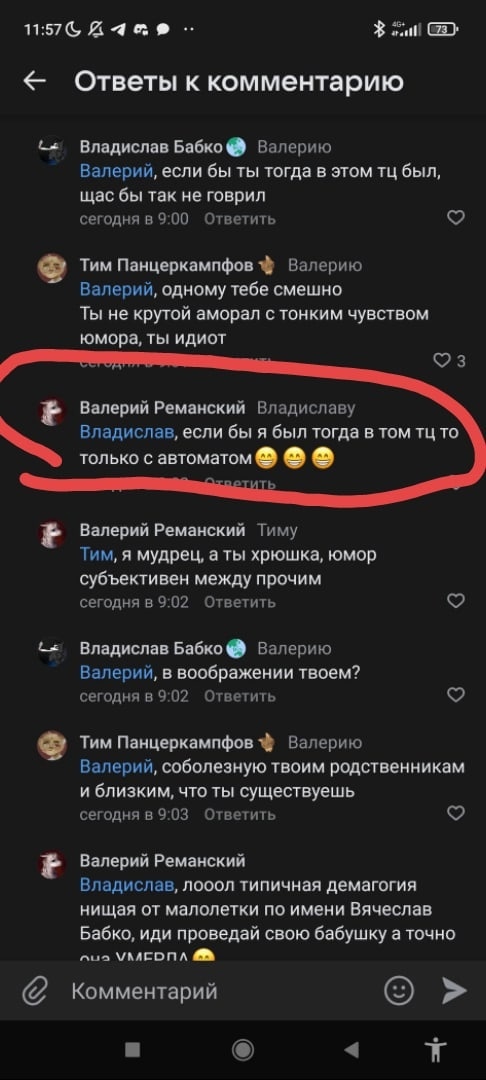 11:57
4G+
73
Ответы к комментарию
Владислав Бабко Валерию
Валерий, если бы ты тогда в этом тц был,
щас бы так не говрил
сегодня в 9:00 Ответить
Тим Панцеркампфов Валерию
Валерий, одному тебе смешно
Ты не крутой аморал с тонким чувством
юмора, ты идиот
3
Валерий Реманский Владиславу
Владислав, если бы я был тогда в том тц то
только с автоматом😁😁😁
Ответить
Валерий Реманский Тиму
Тим, я мудрец, а ты хрюшка, юмор
субъективен между прочим
сегодня в 9:02 Ответить
Владислав Бабко Валерию
Валерий, в воображении твоем?
сегодня в 9:02 Ответить
Тим Панцеркампфов Валерию
Валерий, соболезную твоим родственникам
и близким, что ты существуешь
сегодня в 9:03 Ответить
Валерий Реманский
Владислав, лооол типичная демагогия
нищая от малолетки по имени Вячеслав
Бабко, иди проведай свою бабушку а точно
она УМЕРЛА😁
Комментарий